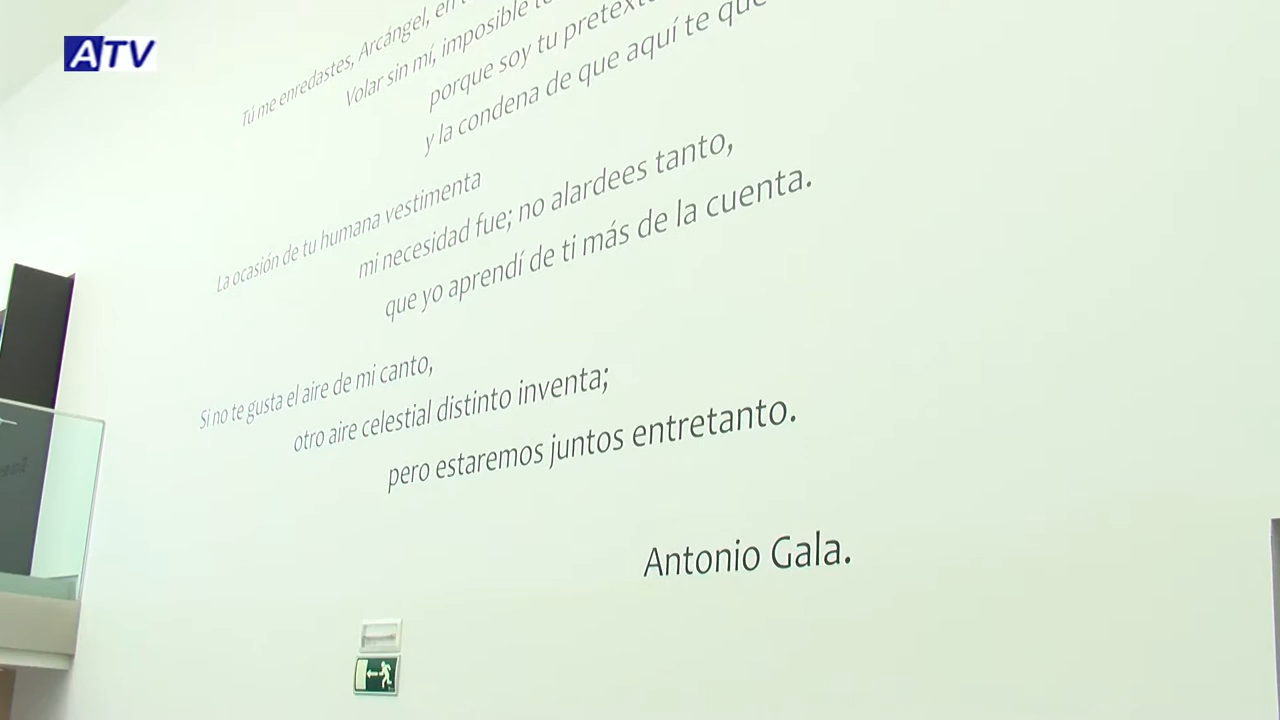 ATV
Tú me enredastes, Arcángel, en
Volar sin mí, imposible
porque soy tu pretexto
y la condena de que aquí te
La ocasión de tu humana vestimenta
mi necesidad fue; no alardees tanto,
que yo aprendí de ti más de la cuenta.
Si no te gusta el aire de mi canto,
otro aire celestial distinto inventa;
pero estaremos juntos entretanto.
Antonio Gala.